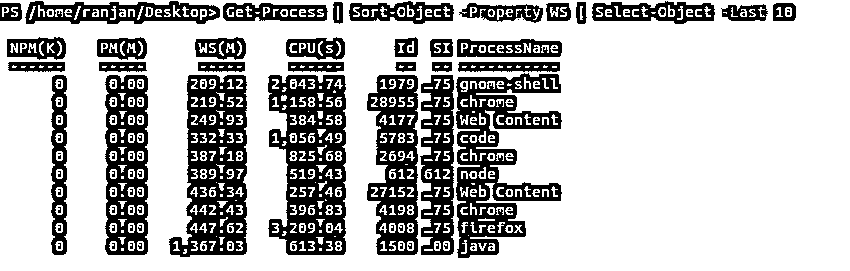 PS /home/ranjan/Desktop> Get-Process | Sort-Object -Property WS | Select-Object -Last 10
NPM(K) PM(M) WS(M) CPU(s) Id SI ProcessName
------ ----- ----- ------ -- -- -----------
0 0.00 209.12 2,043.74 1979 …75 gnome-shell
0 0.00 219.52 1,158.56 28955 …75 chrome
0 0.00 249.93 384.58 4177 …75 Web Content
0 0.00 332.33 1,056.49 5783 …75 code
0 0.00 387.18 825.68 2694 …75 chrome
0 0.00 389.97 519.43 612 612 node
0 0.00 436.34 257.46 27152 …75 Web Content
0 0.00 442.43 396.83 4198 …75 chrome
0 0.00 447.62 3,209.04 4008 …75 firefox
0 0.00 1,367.03 613.38 1500 …00 java